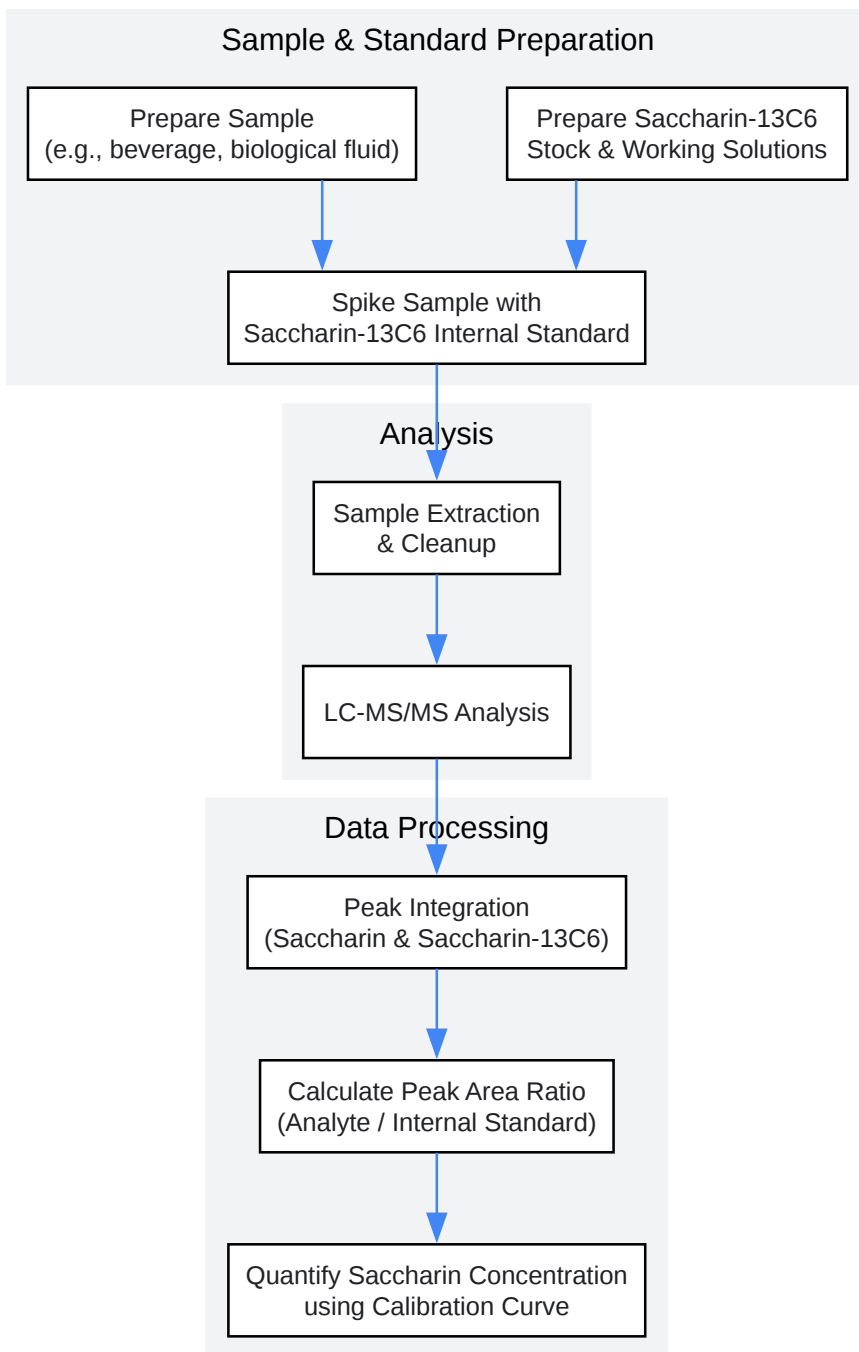 Sample & Standard Preparation
Prepare Sample
(e.g., beverage, biological fluid)
Prepare Saccharin-13C6
Stock & Working Solutions
Spike Sample with
Saccharin-13C6 Internal Standard
Analysis
Sample Extraction
& Cleanup
LC-MS/MS Analysis
Data Processing
Peak Integration
(Saccharin & Saccharin-13C6)
Calculate Peak Area Ratio
(Analyte / Internal Standard)
Quantify Saccharin Concentration
using Calibration Curve